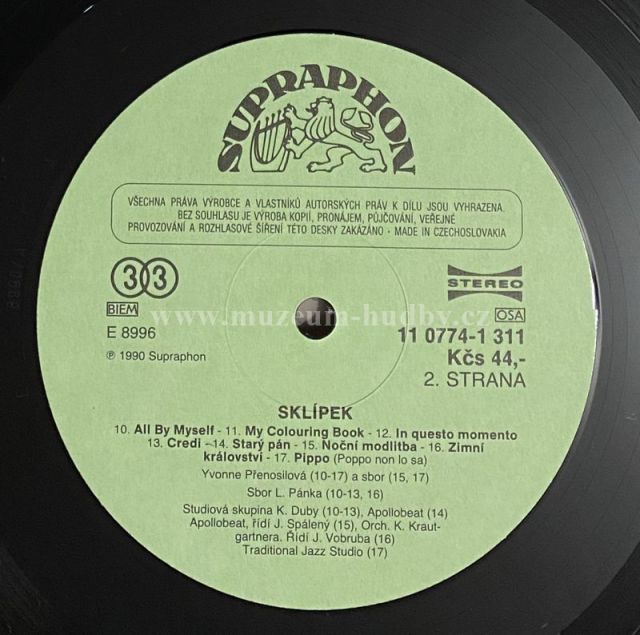 SUPRAPHON
VŠECHNA PRÁVA VÝROBCE A VLASTNÍKŮ AUTORSKÝCH PRÁV K DÍLU JSOU VYHRAZENA.
BEZ SOUHLASU JE VÝROBA KOPIÍ, PRONÁJEM, PŮJČOVÁNÍ, VEŘEJNÉ
PROVOZOVÁNÍ A ROZHLASOVÉ ŠÍŘENÍ TÉTO DESKY ZAKÁZÁNO · MADE IN CZECHOSLOVAKIA
33
STEREO
BIEM
OSA
www.muzeum-hudby.cz
E 8996
11 0774-1 311
℗ 1990 Supraphon
Kčs 44,-
2. STRANA
SKLÍPEK
10. All By Myself - 11. My Colouring Book - 12. In questo momento
13. Credi - 14. Starý pán - 15. Noční modlitba - 16. Zimní
království - 17. Pippo (Poppo non lo sa)
Yvonne Přenosilová (10-17) a sbor (15, 17)
Sbor L. Pánka (10-13, 16)
Studiová skupina K. Duby (10-13), Apollobeat (14)
Apollobeat, řídí J. Spálený (15), Orch. K. Kraut-
gartnera. Řídí J. Vobruba (16)
Traditional Jazz Studio (17)